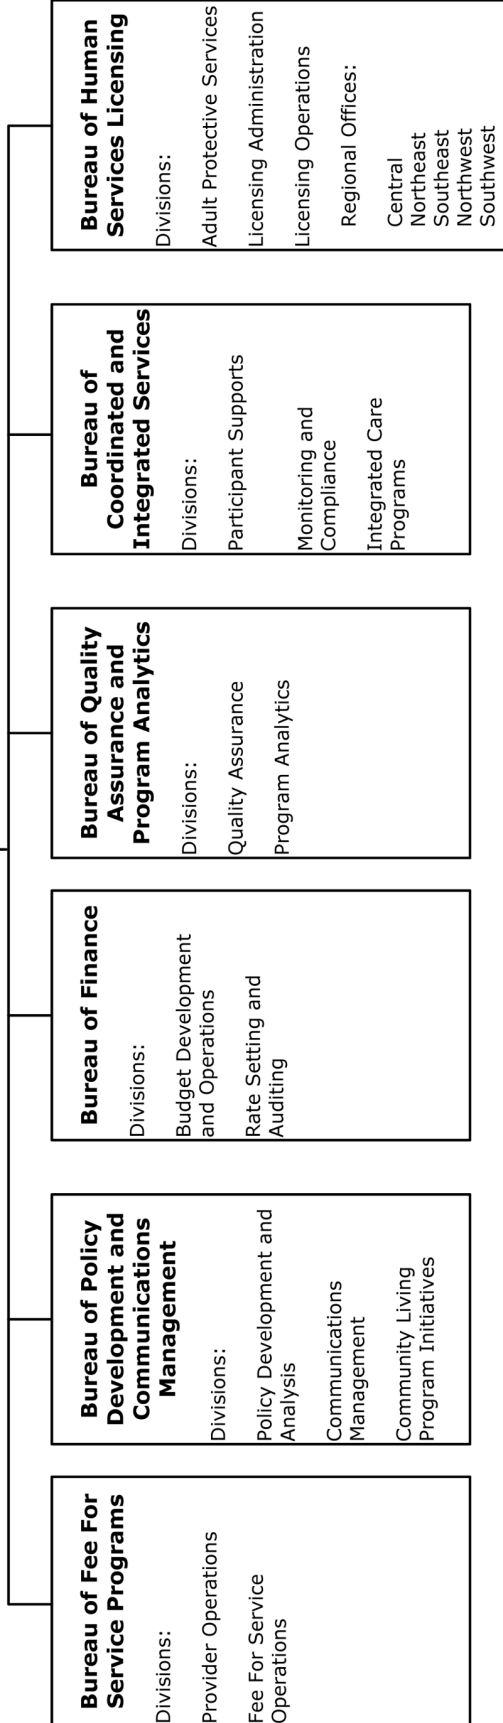 Bureau of Fee For
Service Programs
Divisions:
Provider Operations
Fee For Service
Operations
Bureau of Policy
Development and
Communications
Management
Divisions:
Policy Development and
Analysis
Communications
Management
Community Living
Program Initiatives
Bureau of Finance
Divisions:
Budget Development
and Operations
Rate Setting and
Auditing
Bureau of Quality
Assurance and
Program Analytics
Divisions:
Quality Assurance
Program Analytics
Bureau of
Coordinated and
Integrated Services
Divisions:
Participant Supports
Monitoring and
Compliance
Integrated Care
Programs
Bureau of Human
Services Licensing
Divisions:
Adult Protective Services
Licensing Administration
Licensing Operations
Regional Offices:
Central
Northeast
Southeast
Northwest
Southwest